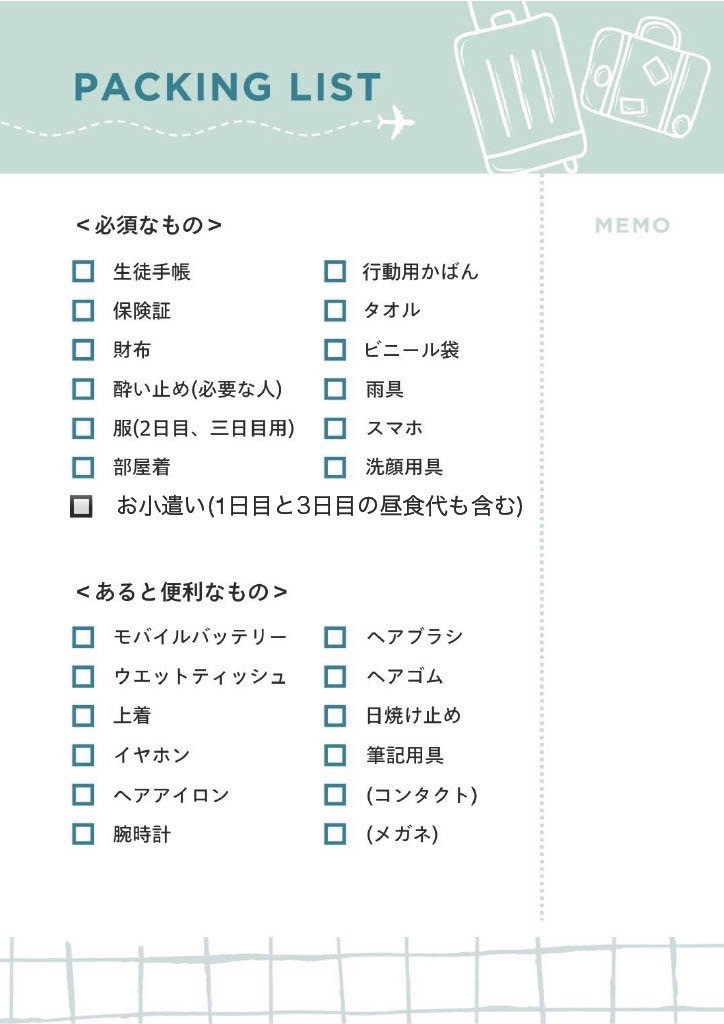 PACKING LIST
MEMO
＜必須なもの＞
生徒手帳
保険証
財布
酔い止め(必要な人)
服(2日目、三日目用)
部屋着
行動用かばん
タオル
ビニール袋
雨具
スマホ
洗顔用具
お小遣い(1日目と3日目の昼食代も含む)
＜あると便利なもの＞
モバイルバッテリー
ウエットティッシュ
上着
イヤホン
ヘアアイロン
腕時計
ヘアブラシ
ヘアゴム
日焼け止め
筆記用具
(コンタクト)
(メガネ)